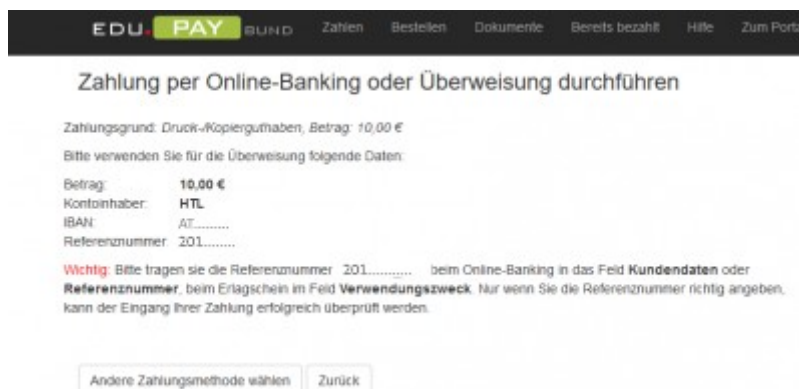 EDU.PAY BUND Zahlen Bestellen Dokumente Bereits bezahlt Hilfe Zum Porta
Zahlung per Online-Banking oder Überweisung durchführen
Zahlungsgrund: Druck-/Kopierguthaben, Betrag: 10,00 €
Bitte verwenden Sie für die Überweisung folgende Daten:
Betrag: 10,00 €
Kontoinhaber: HTL
IBAN: AT.........
Referenznummer: 201........
Wichtig: Bitte tragen sie die Referenznummer 201........... beim Online-Banking in das Feld Kundendaten oder
Referenznummer, beim Erlagschein im Feld Verwendungszweck. Nur wenn Sie die Referenznummer richtig angeben,
kann der Eingang Ihrer Zahlung erfolgreich überprüft werden.
Andere Zahlungsmethode wählen Zurück